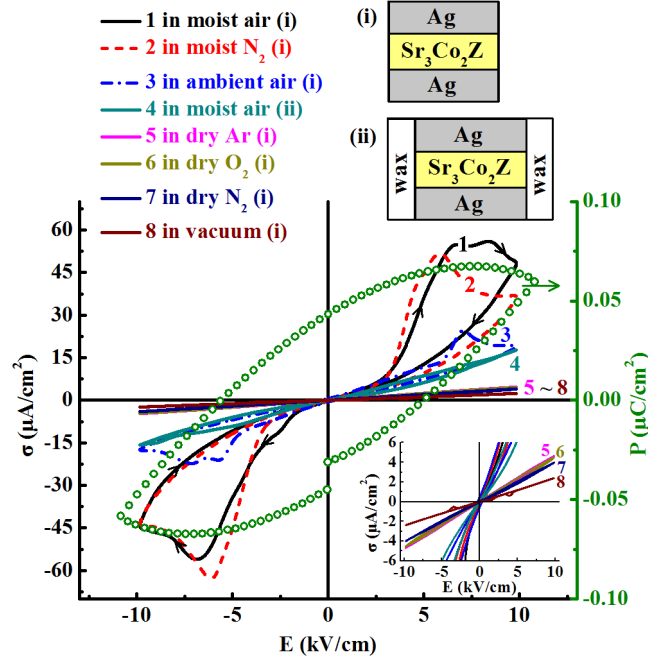 1 in moist air (i)
2 in moist N₂ (i)
3 in ambient air (i)
4 in moist air (ii)
5 in dry Ar (i)
6 in dry O₂ (i)
7 in dry N₂ (i)
8 in vacuum (i)
(i)
Ag
Sr₃Co₂Z
Ag
(ii)
wax
Ag
Sr₃Co₂Z
Ag
wax
60
45
30
15
0
-15
-30
-45
-60
σ (μA/cm²)
-10
-5
0
5
10
E (kV/cm)
0.10
0.05
0.00
-0.05
-0.10
P (μC/cm²)
1
2
3
4
5 ~ 8
6
4
2
0
-2
-4
-6
σ (μA/cm²)
-10
-5
0
5
10
E (kV/cm)
5
6
7
8